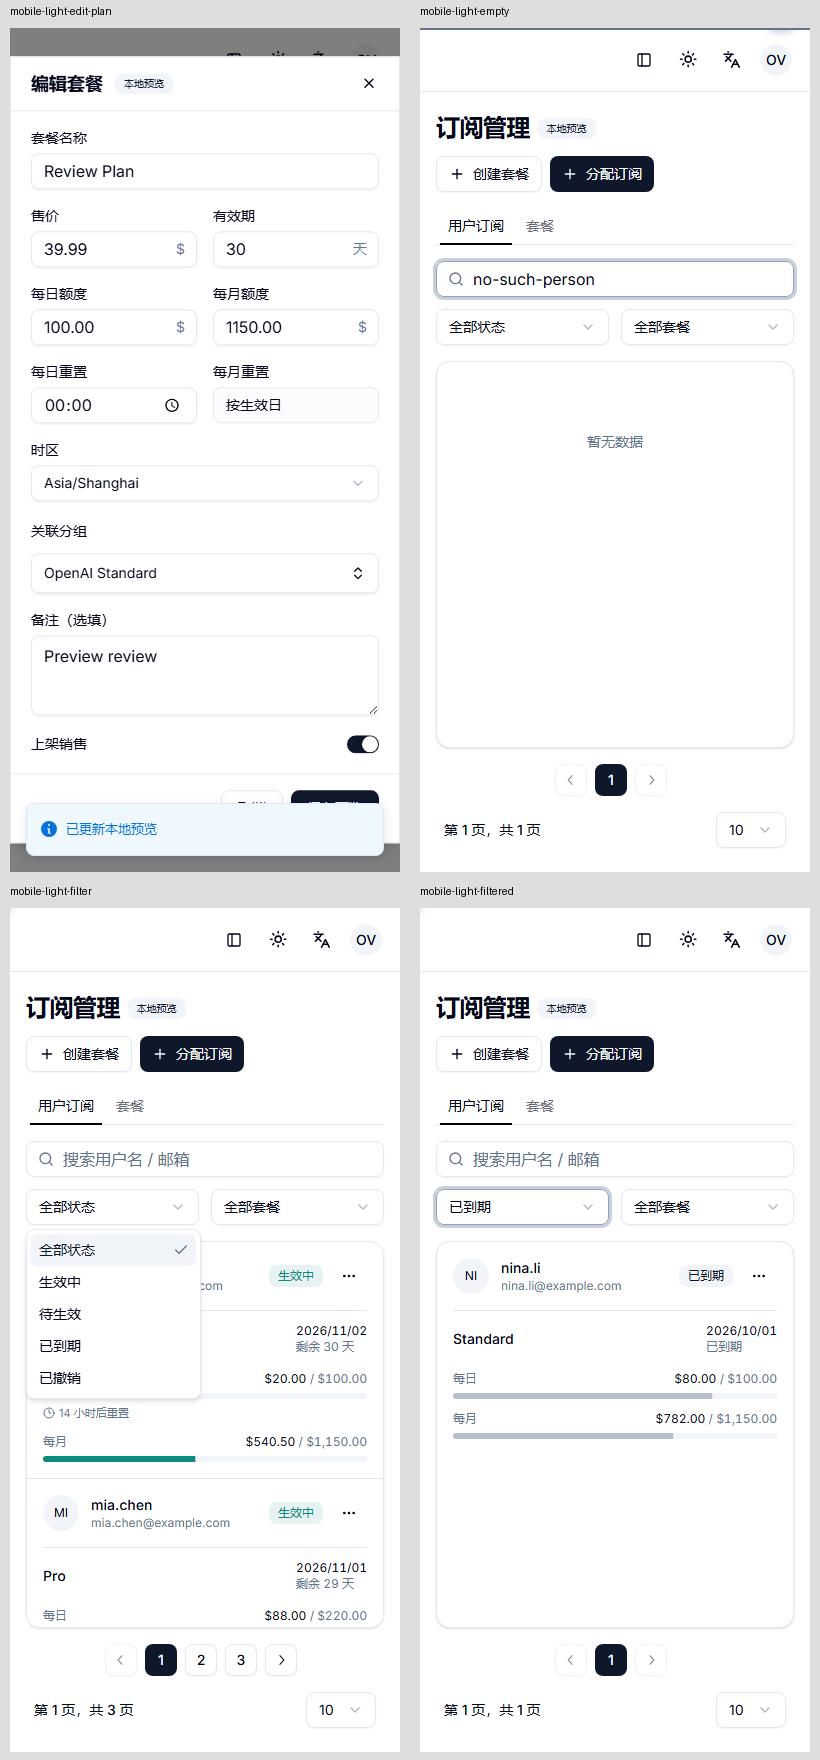 mobile-light-edit-plan
编辑套餐 本地预览
套餐名称
Review Plan
售价 有效期
39.99 $ 30 天
每日额度 每月额度
100.00 $ 1150.00 $
每日重置 每月重置
00:00 按生效日
时区
Asia/Shanghai
关联分组
OpenAI Standard
备注（选填）
Preview review
上架销售
已更新本地预览
mobile-light-empty
OV
订阅管理 本地预览
创建套餐 分配订阅
用户订阅 套餐
no-such-person
全部状态 全部套餐
暂无数据
1
第 1 页，共 1 页 10
mobile-light-filter
OV
订阅管理 本地预览
创建套餐 分配订阅
用户订阅 套餐
搜索用户名 / 邮箱
全部状态 全部套餐
全部状态
生效中
待生效
已到期
已撤销
com 生效中
2026/11/02
剩余 30 天
$20.00 / $100.00
14 小时后重置
每月 $540.50 / $1,150.00
MI mia.chen 生效中
mia.chen@example.com
Pro 2026/11/01
剩余 29 天
每日 $88.00 / $220.00
1 2 3
第 1 页，共 3 页 10
mobile-light-filtered
OV
订阅管理 本地预览
创建套餐 分配订阅
用户订阅 套餐
搜索用户名 / 邮箱
已到期 全部套餐
NI nina.li 已到期
nina.li@example.com
Standard 2026/10/01
已到期
每日 $80.00 / $100.00
每月 $782.00 / $1,150.00
1
第 1 页，共 1 页 10